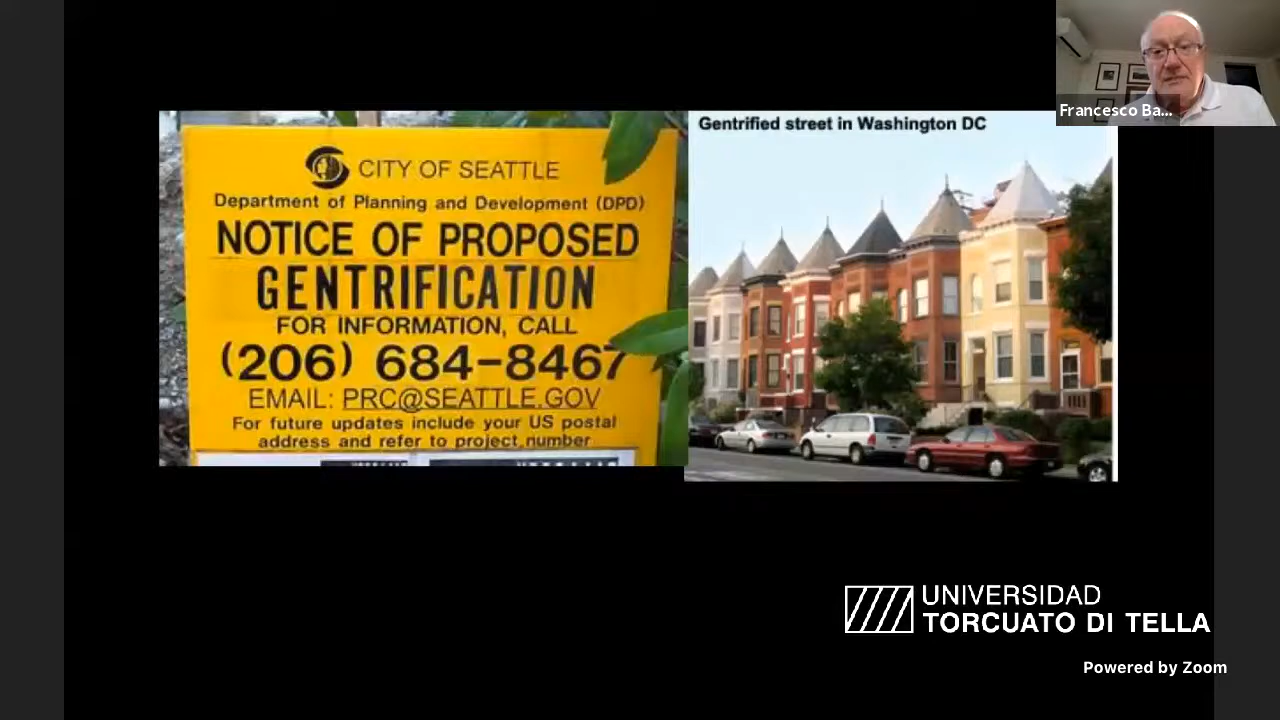 CITY OF SEATTLE
Department of Planning and Development (DPD)
NOTICE OF PROPOSED
GENTRIFICATION
FOR INFORMATION, CALL
(206) 684-8467
EMAIL: PRC@SEATTLE.GOV
For future updates include your US postal
address and refer to project number
Gentrified street in Washington DC
Francesco Ba...
UNIVERSIDAD
TORCUATO DI TELLA
Powered by Zoom